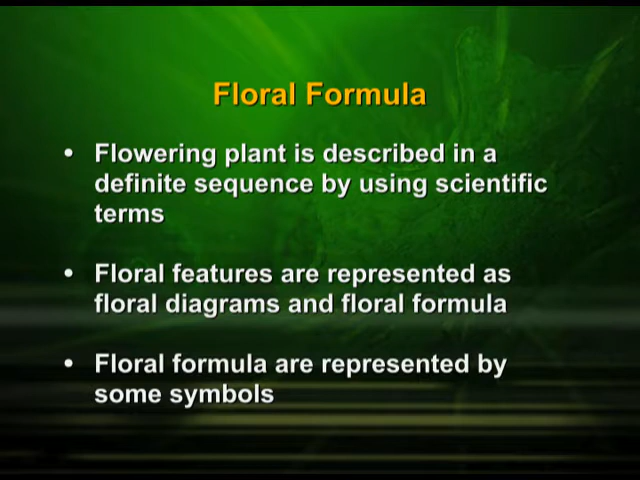 Floral Formula
• Flowering plant is described in a
definite sequence by using scientific
terms
• Floral features are represented as
floral diagrams and floral formula
• Floral formula are represented by
some symbols